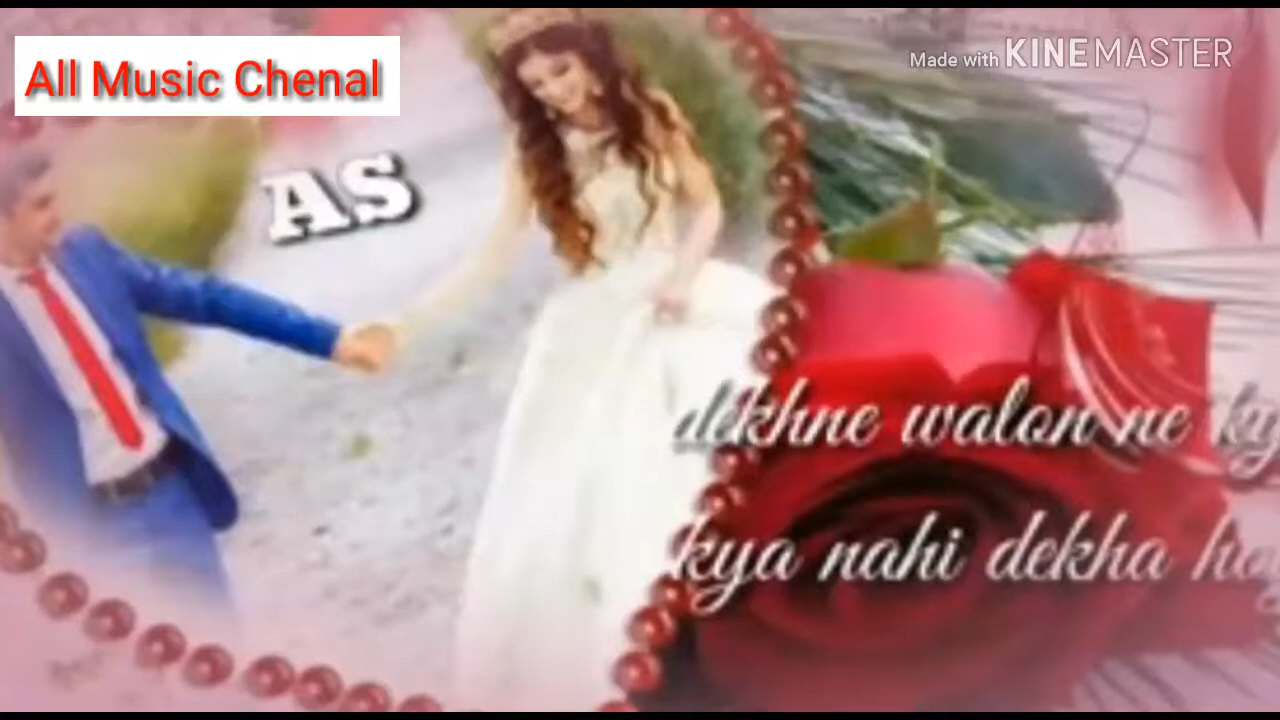 All Music Chenal
Made with KINEMASTER
AS
dekhne walon ne
kya nahi dekha